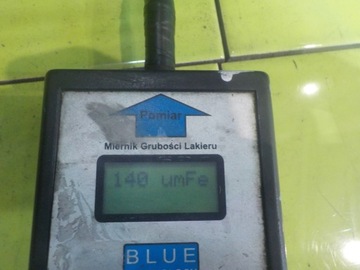 Pomiar
Miernik Grubości Lakieru
140 umFe
BLUE